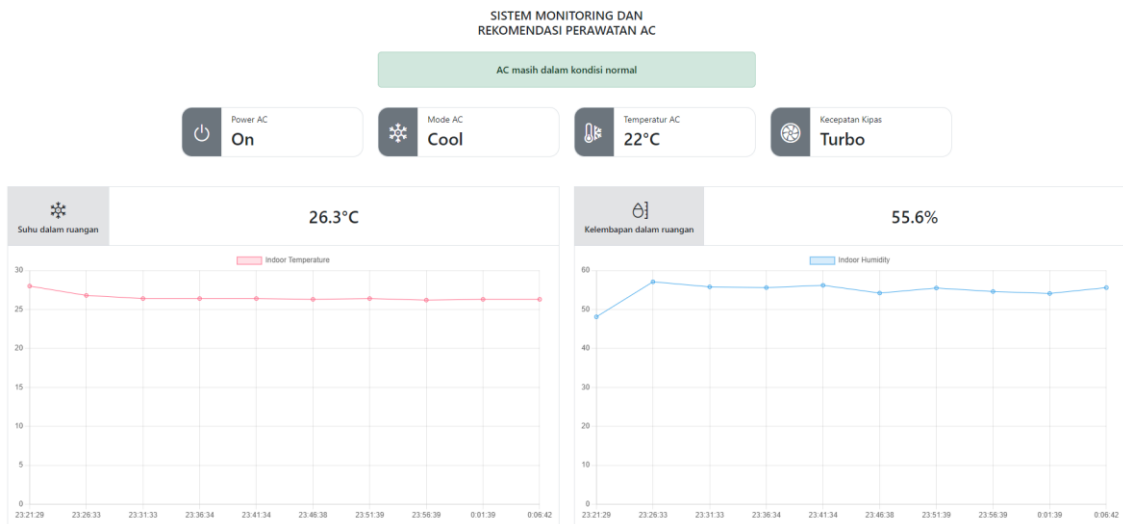 SISTEM MONITORING DAN
REKOMENDASI PERAWATAN AC
AC masih dalam kondisi normal
Power AC
On
Mode AC
Cool
Temperatur AC
22°C
Kecepatan Kipas
Turbo
Suhu dalam ruangan
26.3°C
Indoor Temperature
30
25
20
15
10
5
0
23:21:29 23:26:33 23:31:33 23:36:34 23:41:34 23:46:38 23:51:39 23:56:39 0:01:39 0:06:42
Kelembapan dalam ruangan
55.6%
Indoor Humidity
60
50
40
30
20
10
0
23:21:29 23:26:33 23:31:33 23:36:34 23:41:34 23:46:38 23:51:39 23:56:39 0:01:39 0:06:42